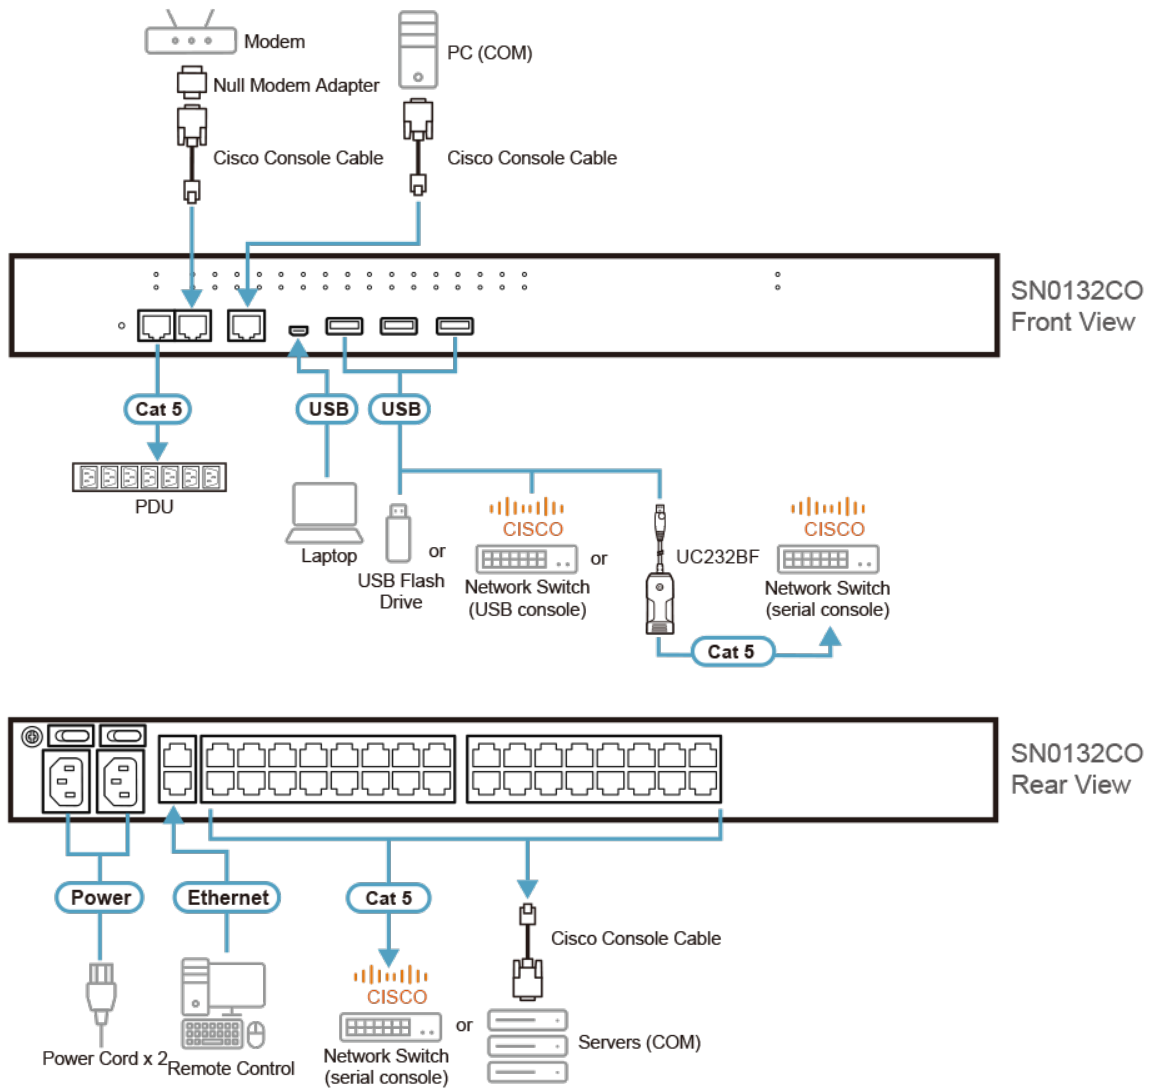 Modem
PC (COM)
Null Modem Adapter
Cisco Console Cable
Cisco Console Cable
SN0132CO
Front View
Cat 5
USB
USB
PDU
Laptop
USB Flash
Drive
or
CISCO
Network Switch
(USB console)
or
UC232BF
CISCO
Network Switch
(serial console)
Cat 5
SN0132CO
Rear View
Power
Ethernet
Cat 5
Cisco Console Cable
Power Cord x 2
Remote Control
CISCO
Network Switch
(serial console)
or
Servers (COM)